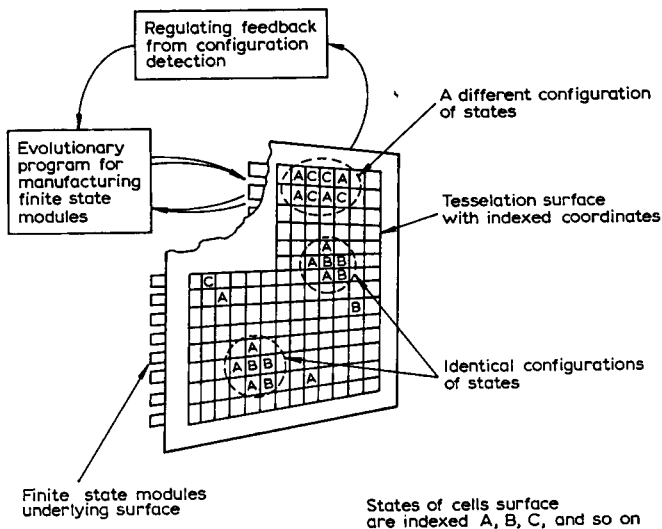 Regulating feedback
from configuration
detection
A different configuration
of states
Evolutionary
program for
manufacturing
finite state
modules
A C C A
A C A C
Tesselation surface
with indexed coordinates
A
A B B
A B
C
A
B
A
A B B
A B
A
Identical configurations
of states
Finite state modules
underlying surface
States of cells surface
are indexed A, B, C, and so on